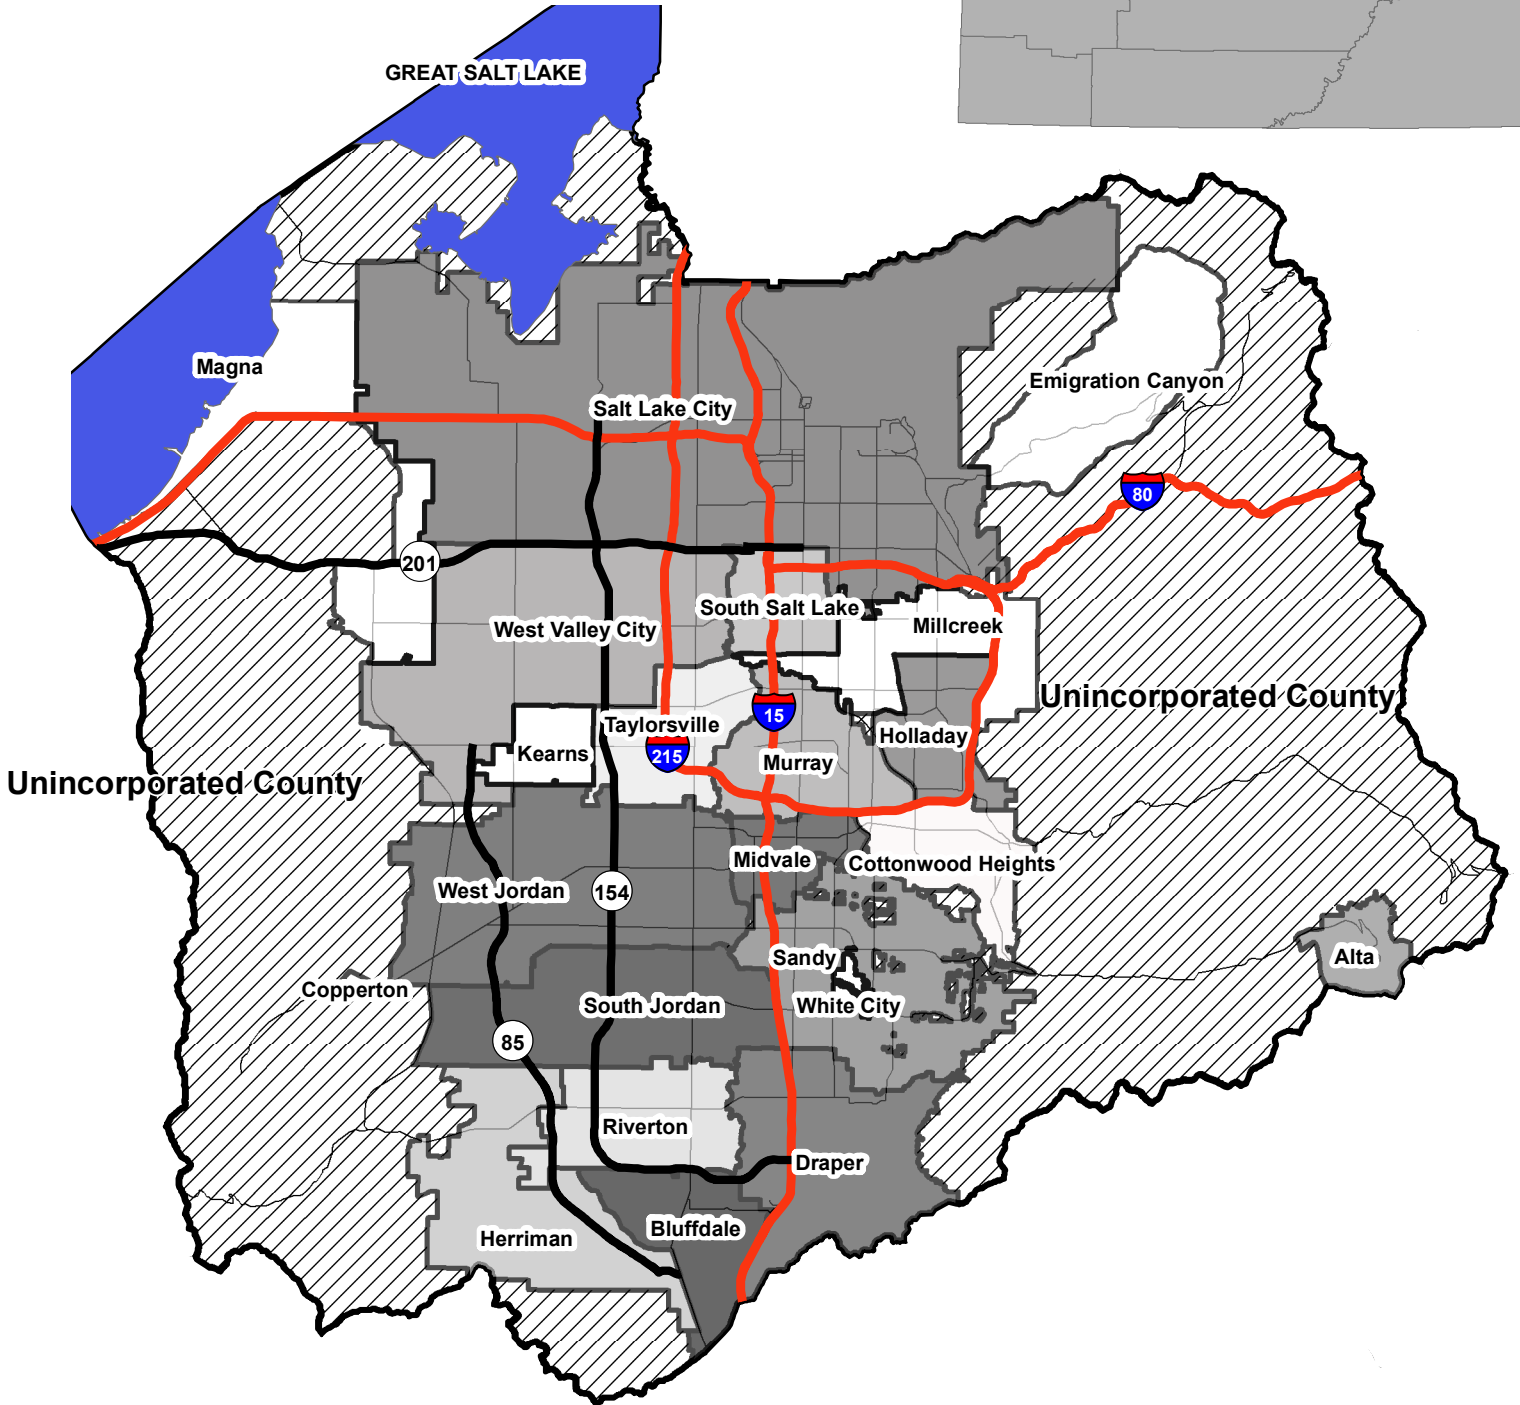 GREAT SALT LAKE
Magna
Emigration Canyon
Salt Lake City
80
201
South Salt Lake
West Valley City
Millcreek
Unincorporated County
15
Taylorsville
Holladay
Kearns
215
Murray
Unincorporated County
Midvale
Cottonwood Heights
West Jordan
154
Sandy
Alta
Copperton
South Jordan
White City
85
Riverton
Draper
Bluffdale
Herriman